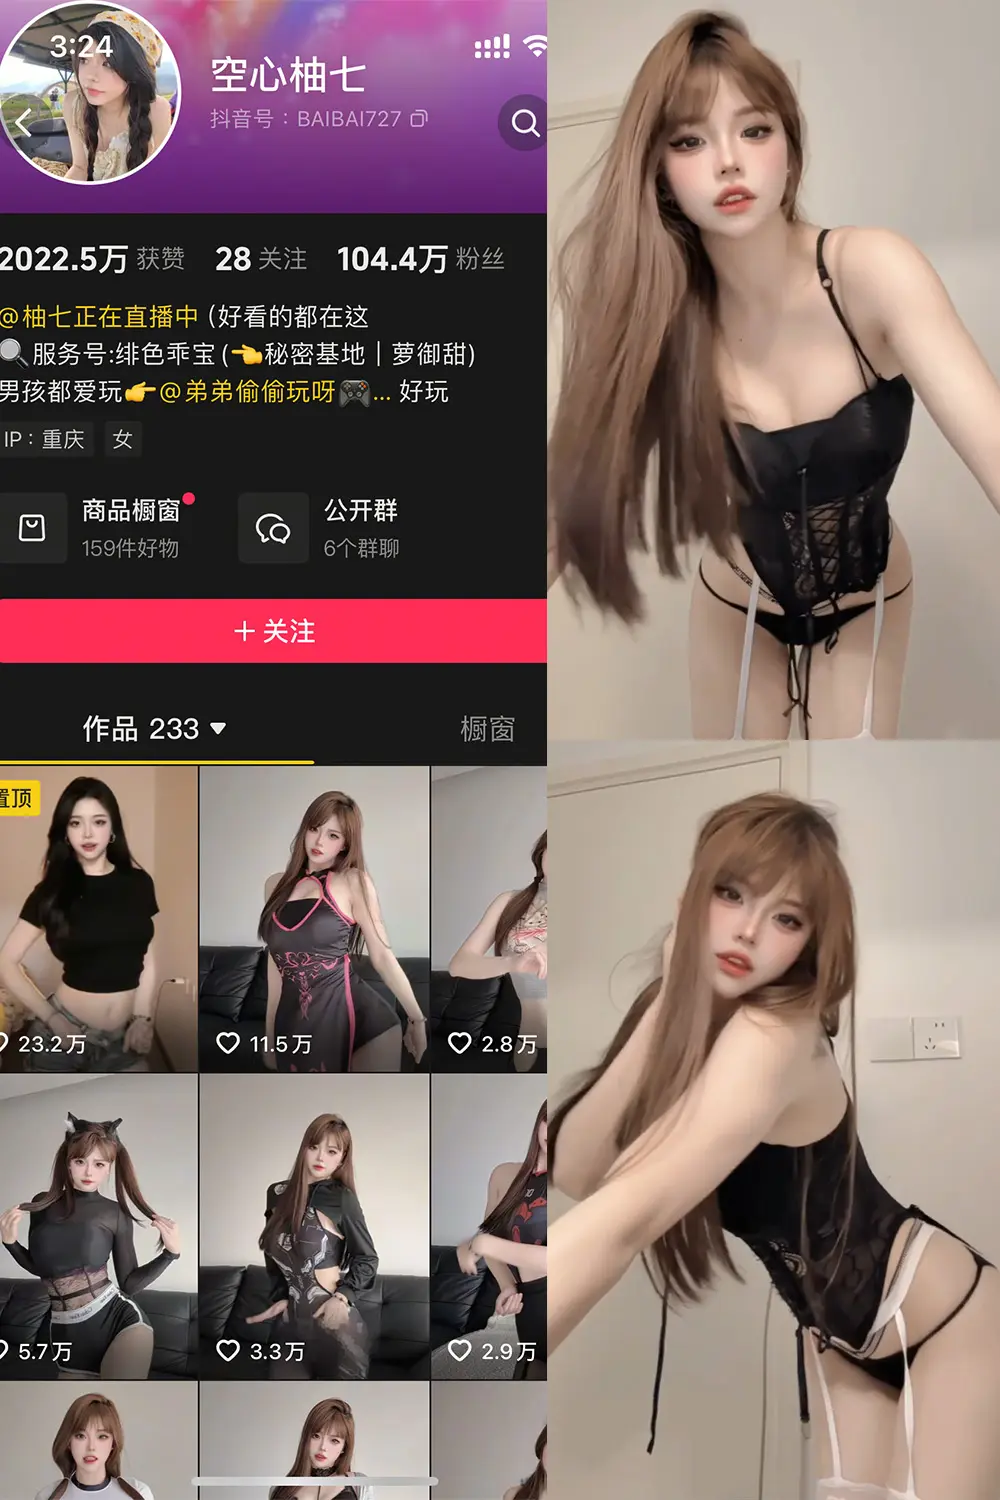 3:24
空心柚七
抖音号：BAIBAI727
2022.5万 获赞 28 关注 104.4万 粉丝
@柚七正在直播中 (好看的都在这
🔍服务号:绯色乖宝(👈秘密基地｜萝御甜)
男孩都爱玩👉@弟弟偷偷玩呀🎮... 好玩
IP：重庆 女
商品橱窗 公开群
159件好物 6个群聊
＋关注
作品 233 橱窗
置顶
23.2万 11.5万 2.8万
5.7万 3.3万 2.9万